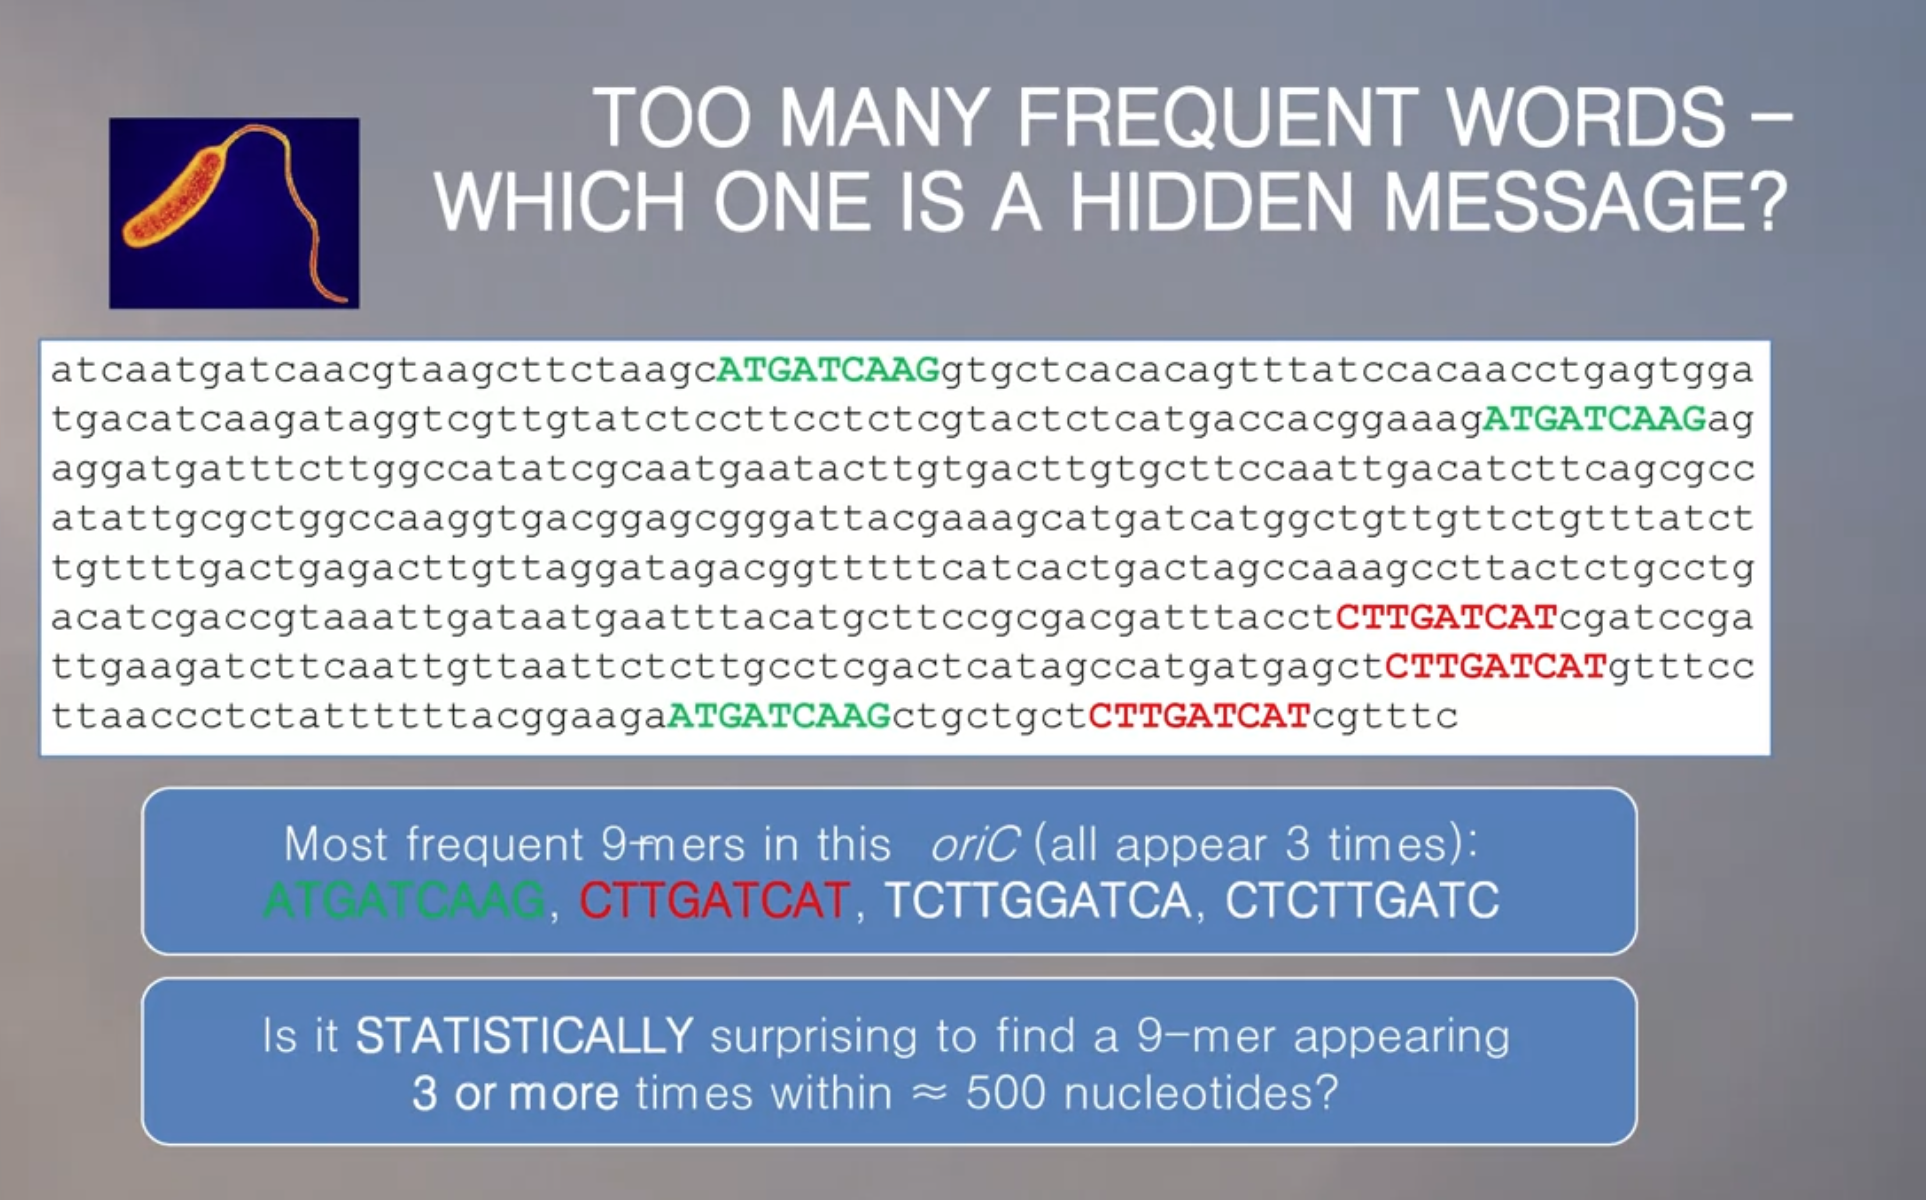 TOO MANY FREQUENT WORDS –
WHICH ONE IS A HIDDEN MESSAGE?
atcaatgatcaacgtaagcttctaagcATGATCAAGgtgctcacacagtttatccacaacctgagtgga
tgacatcaagataggtcgttgtatctccttcctctcgtactctcatgaccacggaaagATGATCAAGag
aggatgatttcttggccatatcgcaatgaatacttgtgacttgtgcttccaattgacatcttcagcgcc
atattgcgctggccaaggtgacggagcgggattacgaaagcatgatcatggctgttgttctgtttatct
tgttttgactgagacttgttaggatagacggtttttcatcactgactagccaaagccttactctgcctg
acatcgaccgtaaattgataatgaatttacatgcttccgcgacgatttacctCTTGATCATcgatccga
ttgaagatcttcaattgttaattctcttgcctcgactcatagccatgatgagctCTTGATCATgtttcc
ttaaccctctattttttacggaagaATGATCAAGctgctgctCTTGATCATcgtttc
Most frequent 9-mers in this oriC (all appear 3 times):
ATGATCAAG, CTTGATCAT, TCTTGGATCA, CTCTTGATC
Is it STATISTICALLY surprising to find a 9–mer appearing
3 or more times within ≈ 500 nucleotides?